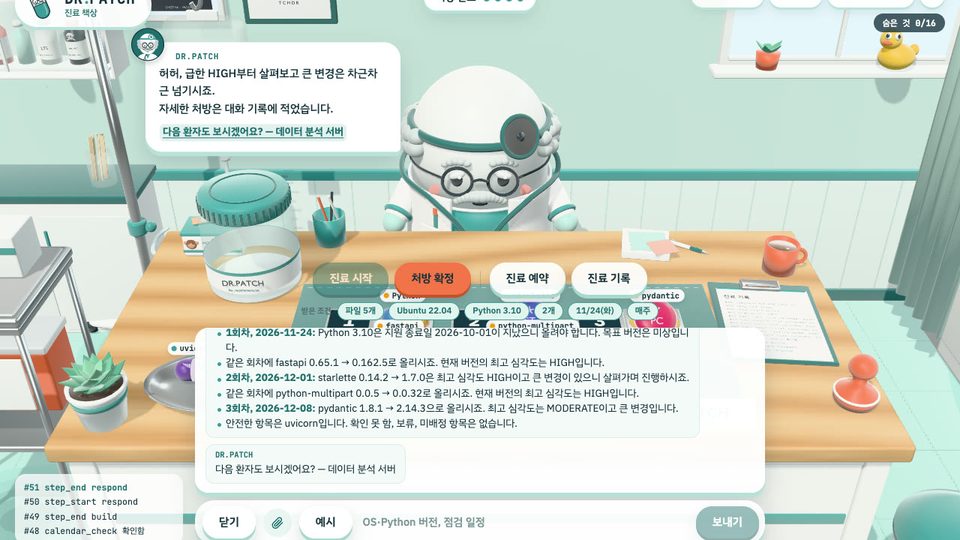 DR.PATCH
진료 책상
숨은 것 0/16
DR.PATCH
허허, 급한 HIGH부터 살펴보고 큰 변경은 차근차
근 넘기시죠.
자세한 처방은 대화 기록에 적었습니다.
다음 환자도 보시겠어요? — 데이터 분석 서버
DR.PATCH
진료 시작
처방 확정
진료 예약
진료 기록
pydantic
받은 조건
파일 5개
Ubuntu 22.04
Python 3.10
2개
11/24(화)
매주
fastapi
python-multipart
진료 기록
1회차, 2026-11-24: Python 3.10은 지원 종료일 2026-10-01이 지났으니 올려야 합니다. 목표 버전은 미상입니
다.
같은 회차에 fastapi 0.65.1 → 0.162.5로 올리시죠. 현재 버전의 최고 심각도는 HIGH입니다.
2회차, 2026-12-01: starlette 0.14.2 → 1.7.0은 최고 심각도 HIGH이고 큰 변경이 있으니 살펴가며 진행하시죠.
같은 회차에 python-multipart 0.0.5 → 0.0.32로 올리시죠. 현재 버전의 최고 심각도는 HIGH입니다.
3회차, 2026-12-08: pydantic 1.8.1 → 2.14.3으로 올리시죠. 최고 심각도는 MODERATE이고 큰 변경입니다.
안전한 항목은 uvicorn입니다. 확인 못 함, 보류, 미배정 항목은 없습니다.
DR.PATCH
다음 환자도 보시겠어요? — 데이터 분석 서버
#51 step_end respond
#50 step_start respond
#49 step_end build
#48 calendar_check 확인함
닫기
예시
OS·Python 버전, 점검 일정
보내기